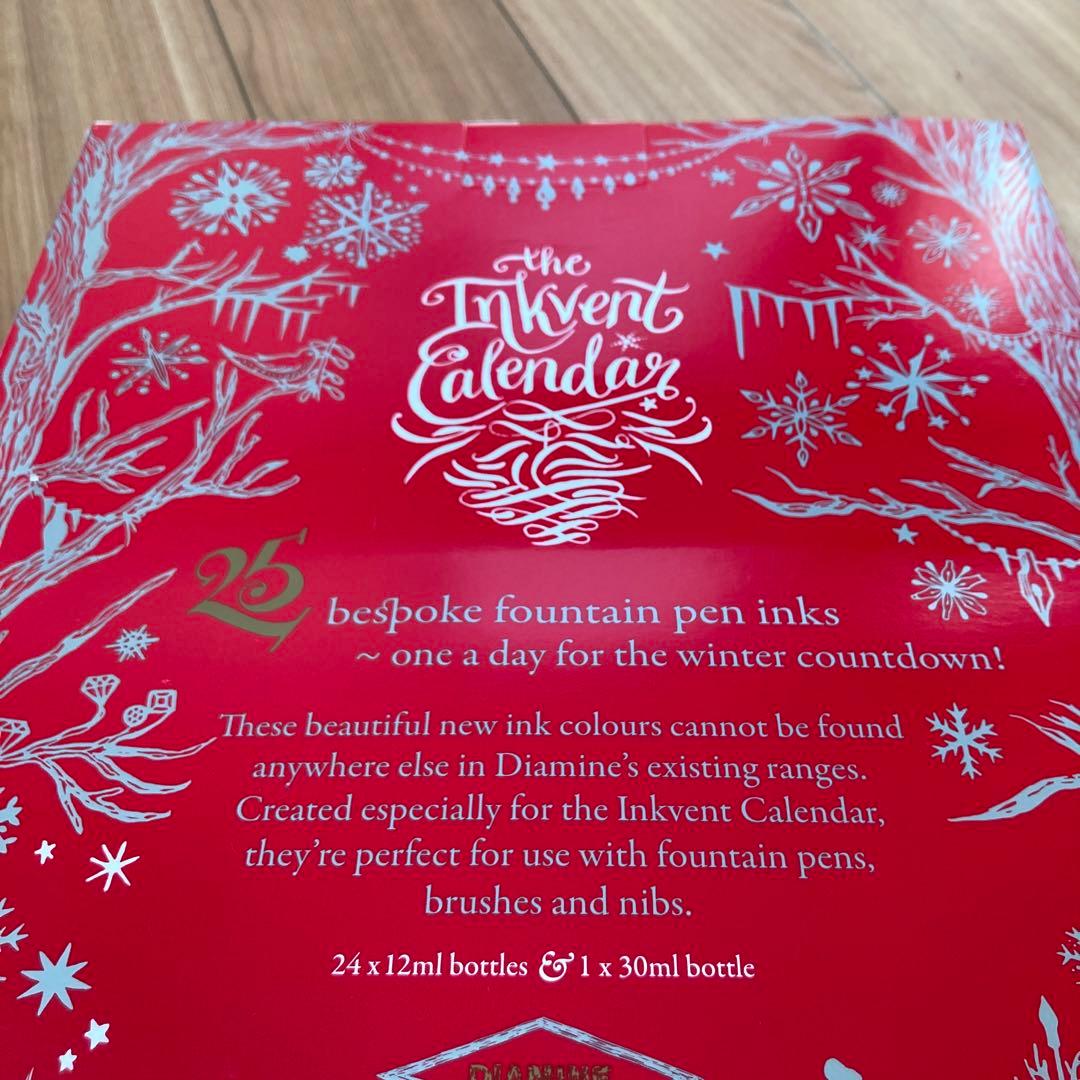 the
Inkvent
Calendar
25 bespoke fountain pen inks
~ one a day for the winter countdown!
These beautiful new ink colours cannot be found
anywhere else in Diamine's existing ranges.
Created especially for the Inkvent Calendar,
they're perfect for use with fountain pens,
brushes and nibs.
24 x 12ml bottles & 1 x 30ml bottle
DIAMINE